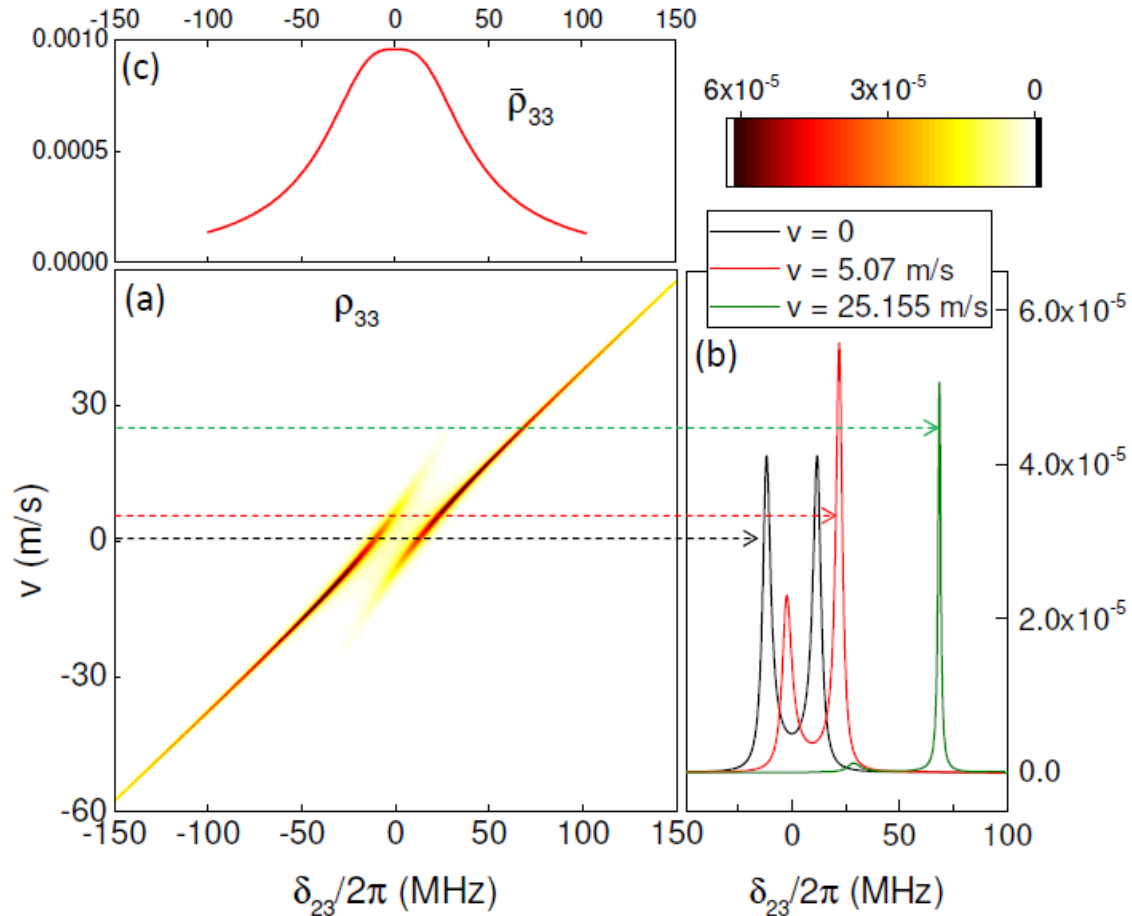 -150 -100 -50 0 50 100 150
0.0010
(c)
ρ̄₃₃
0.0005
0.0000
6x10⁻⁵ 3x10⁻⁵ 0
v = 0
v = 5.07 m/s
v = 25.155 m/s
(a)
ρ₃₃
30
0
-30
-60
v (m/s)
-150 -100 -50 0 50 100 150
δ₂₃/2π (MHz)
(b)
6.0x10⁻⁵
4.0x10⁻⁵
2.0x10⁻⁵
0.0
0 50 100
δ₂₃/2π (MHz)